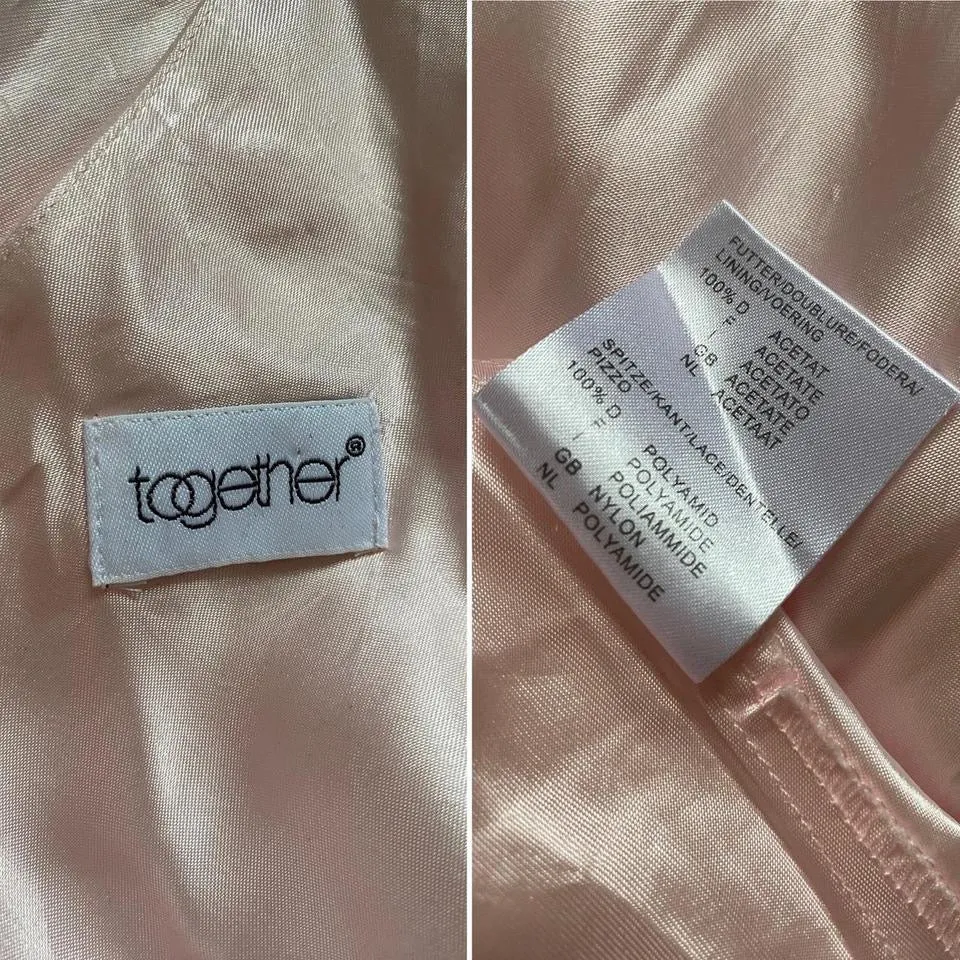 together®
FUTTER/DOUBLURE/FODERA/
LINING/VOERING
100% D ACETAT
F ACETATE
I ACETATO
GB ACETATE
NL ACETAAT
SPITZE/KANT/LACE/DENTELLE/
PIZZO
100% D POLYAMID
F POLYAMIDE
I POLIAMMIDE
GB NYLON
NL POLYAMIDE